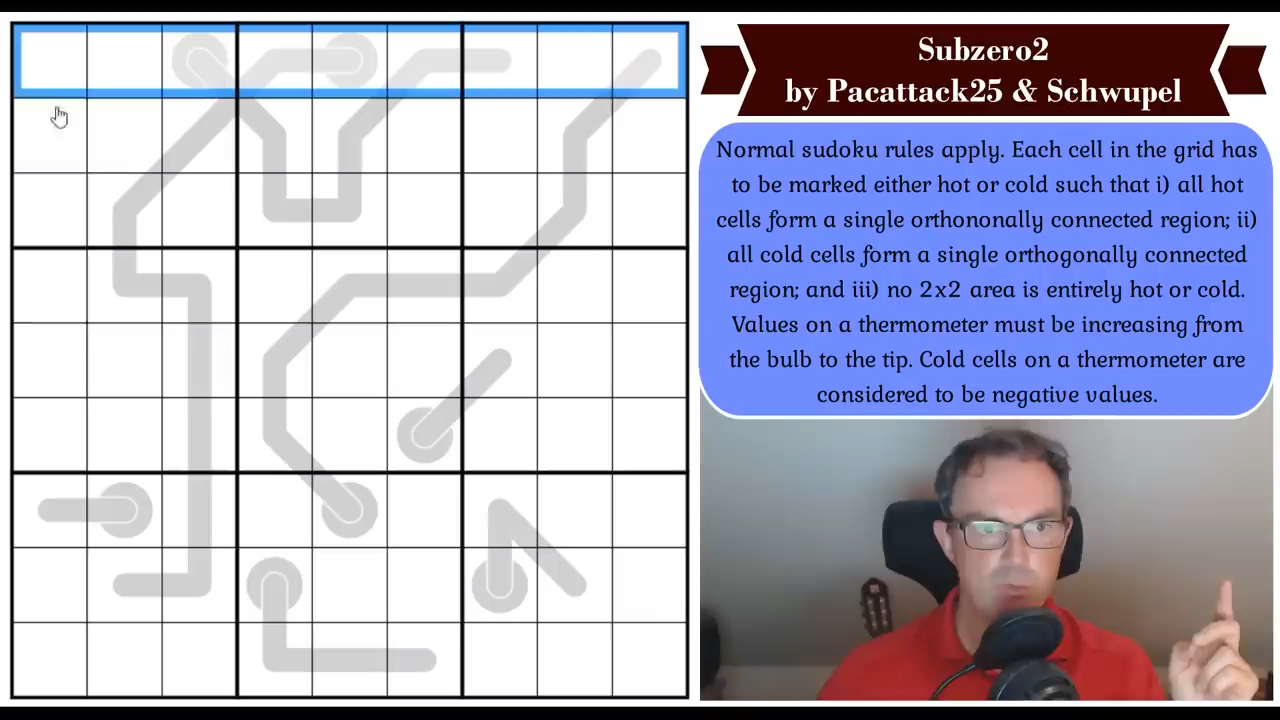 Subzero2
by Pacattack25 & Schwupel
Normal sudoku rules apply. Each cell in the grid has
to be marked either hot or cold such that i) all hot
cells form a single orthononally connected region; ii)
all cold cells form a single orthogonally connected
region; and iii) no 2x2 area is entirely hot or cold.
Values on a thermometer must be increasing from
the bulb to the tip. Cold cells on a thermometer are
considered to be negative values.